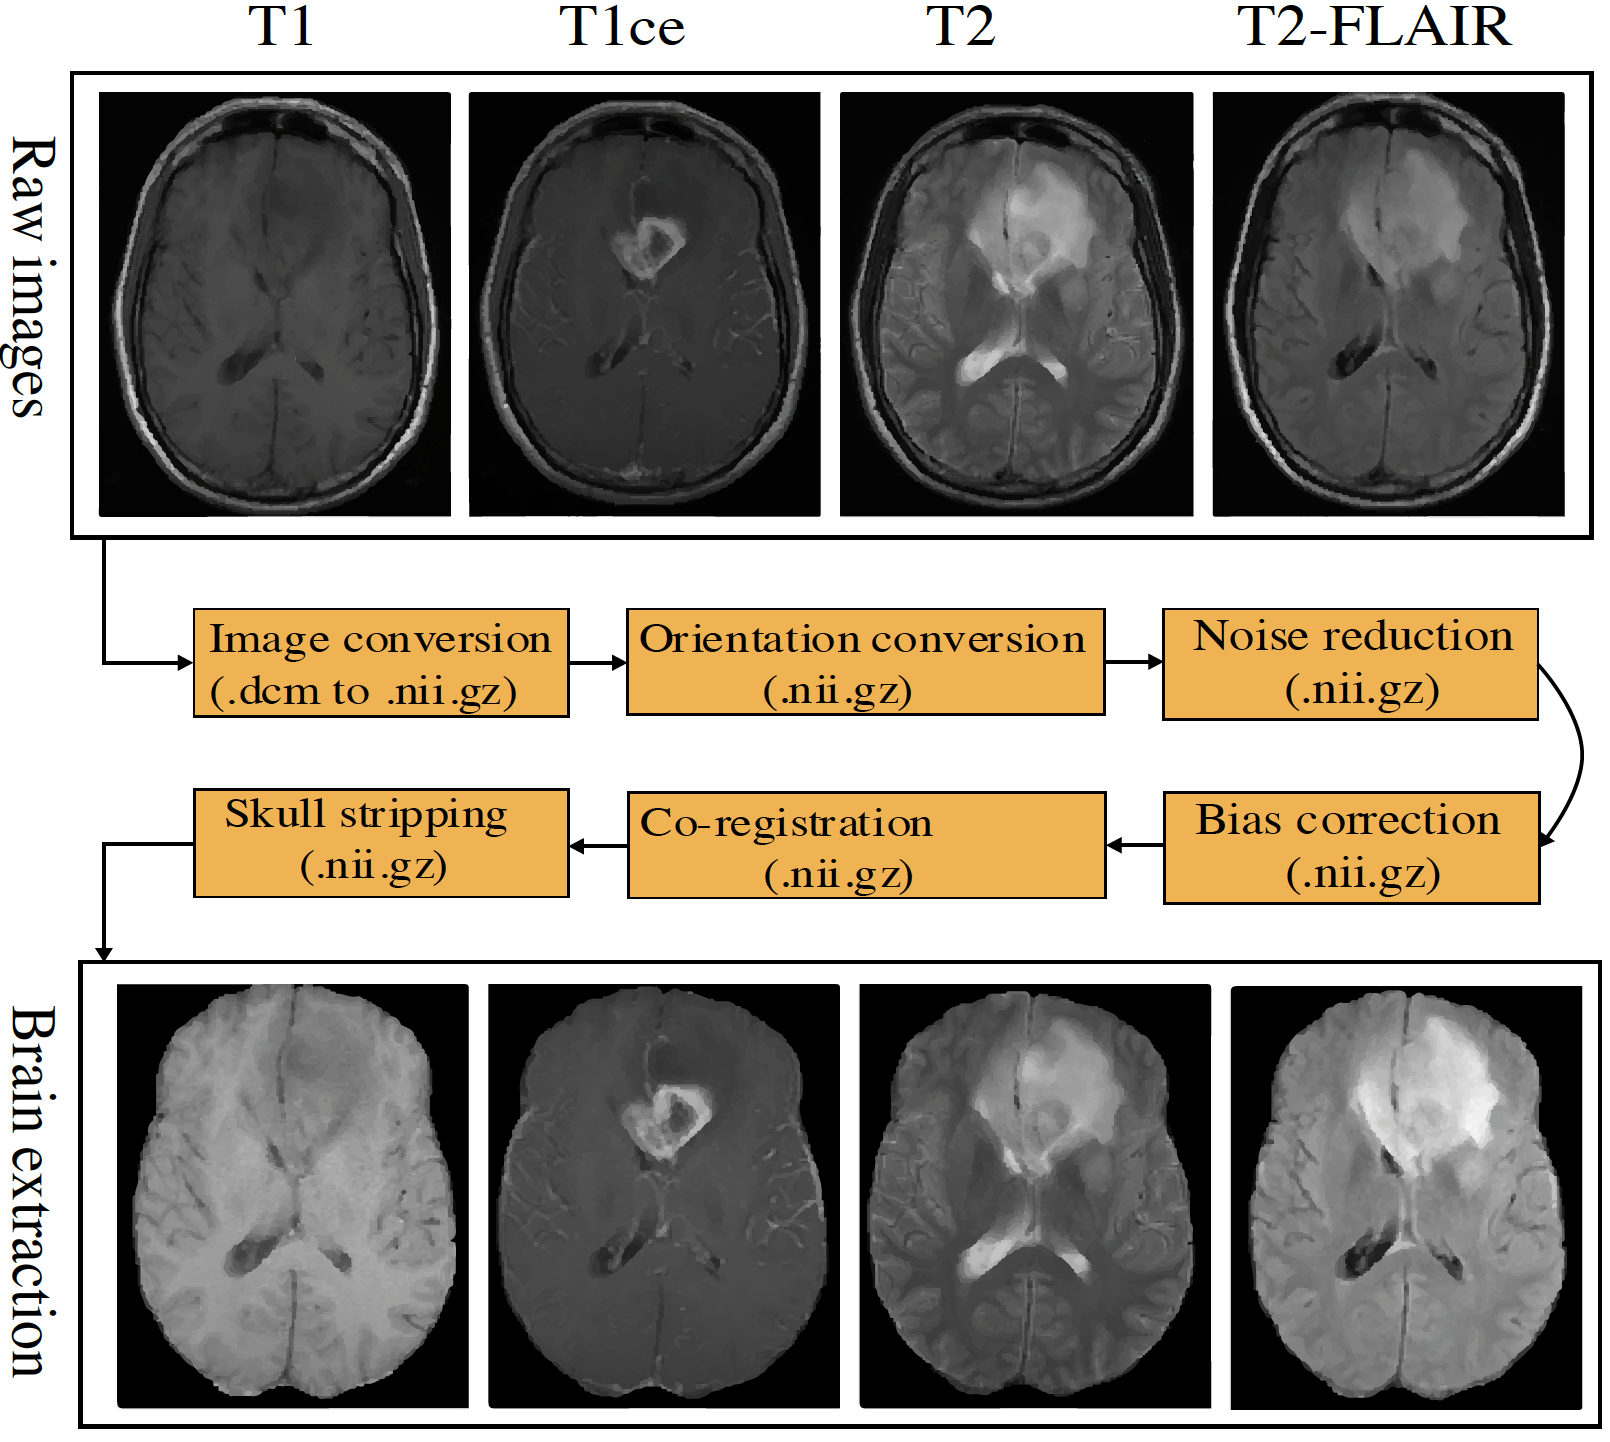 T1
T1ce
T2
T2-FLAIR
Raw images
Image conversion
(.dcm to .nii.gz)
Orientation conversion
(.nii.gz)
Noise reduction
(.nii.gz)
Bias correction
(.nii.gz)
Co-registration
(.nii.gz)
Skull stripping
(.nii.gz)
Brain extraction